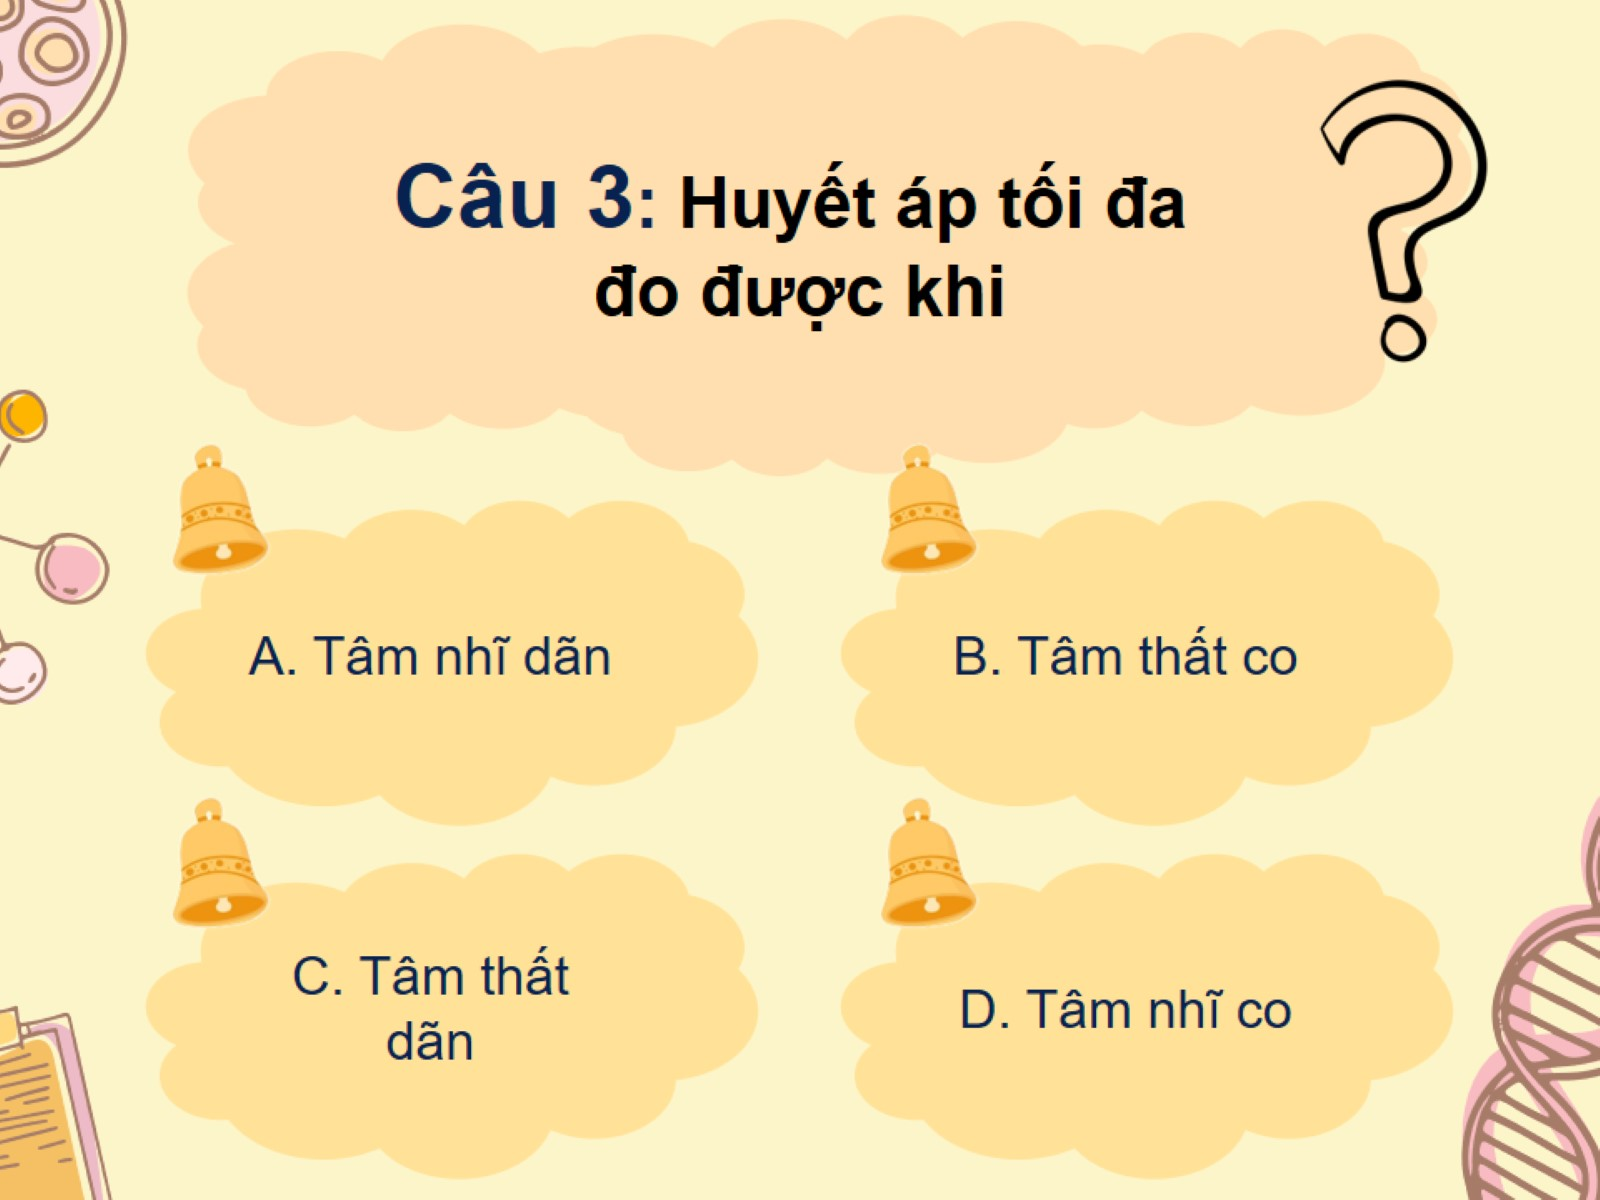 Câu 3: Huyết áp tối đa
đo được khi
A. Tâm nhĩ dãn
B. Tâm thất co
C. Tâm thất
dãn
D. Tâm nhĩ co